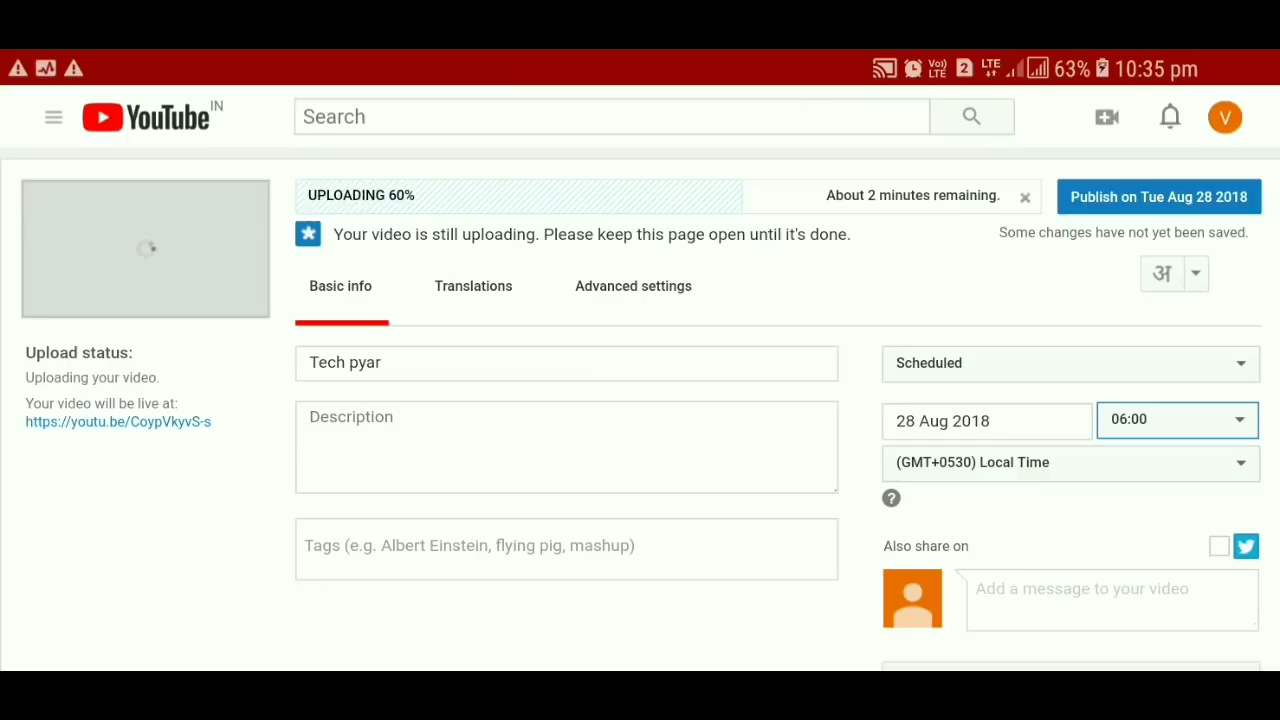 Vo)) LTE 2 LTE 63% 10:35 pm
YouTube IN
Search
V
UPLOADING 60%
About 2 minutes remaining.
Publish on Tue Aug 28 2018
Your video is still uploading. Please keep this page open until it's done.
Some changes have not yet been saved.
अ
Basic info
Translations
Advanced settings
Upload status:
Uploading your video.
Your video will be live at:
https://youtu.be/CoypVkyvS-s
Tech pyar
Description
Tags (e.g. Albert Einstein, flying pig, mashup)
Scheduled
28 Aug 2018
06:00
(GMT+0530) Local Time
?
Also share on
Add a message to your video